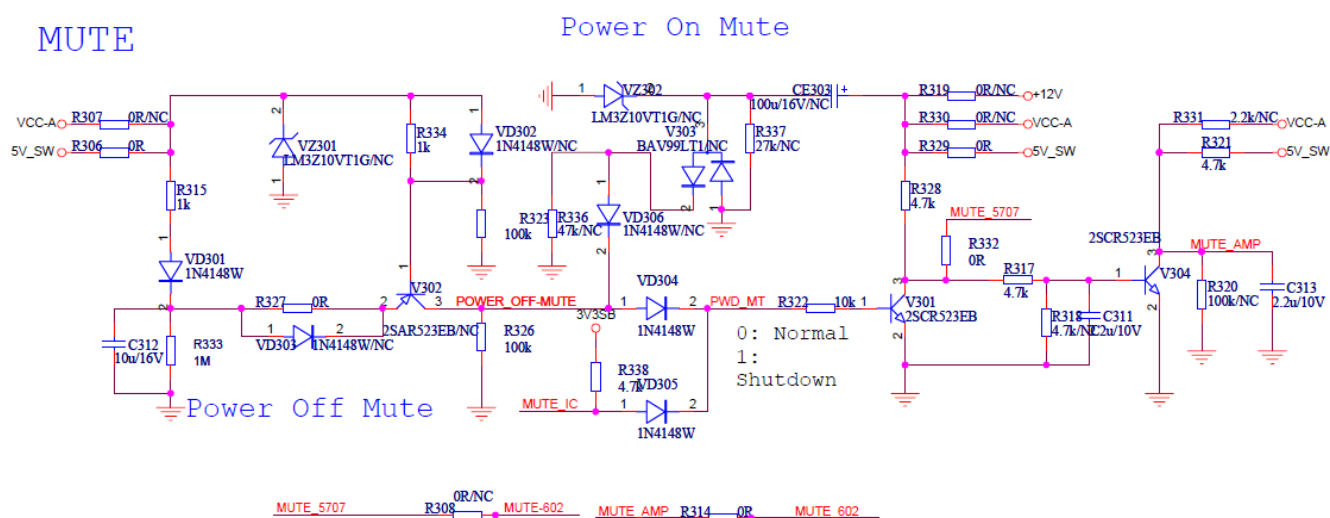 MUTE
Power On Mute
R307
0R/NC
VCC-A
R306
0R
5V_SW
2
1
VZ301
LM3Z10VT1G/NC
R334
1k
1
VD302
1N4148W/NC
2
R315
1k
1
VD301
1N4148W
2
R323
100k
1
VZ302
2
LM3Z10VT1G/NC
CE303
100u/16V/NC
+
V303
3
BAV99LT1/NC
2
1
R337
27k/NC
R336
47k/NC
1
VD306
1N4148W/NC
2
R319
0R/NC
+12V
R330
0R/NC
VCC-A
R329
0R
5V_SW
R328
4.7k
MUTE_5707
R332
0R
R331
2.2k/NC
VCC-A
R321
4.7k
5V_SW
2SCR523EB
MUTE_AMP
3
1
V304
R320
100k/NC
C313
2.2u/10V
R317
4.7k
R318
4.7k/NC
C311
2.2u/10V
R327
0R
VD303
1
2
1N4148W/NC
1
V302
2
3
2SAR523EB/NC
POWER_OFF-MUTE
R326
100k
C312
10u/16V
R333
1M
Power Off Mute
VD304
1
2
1N4148W
PWD_MT
R322
10k
1
3
V301
2SCR523EB
3V3SB
R338
4.7k
MUTE_IC
VD305
1
2
1N4148W
0: Normal
1:
Shutdown
MUTE_5707
R308
0R/NC
MUTE-602
MUTE_AMP
R314
0R
MUTE_602